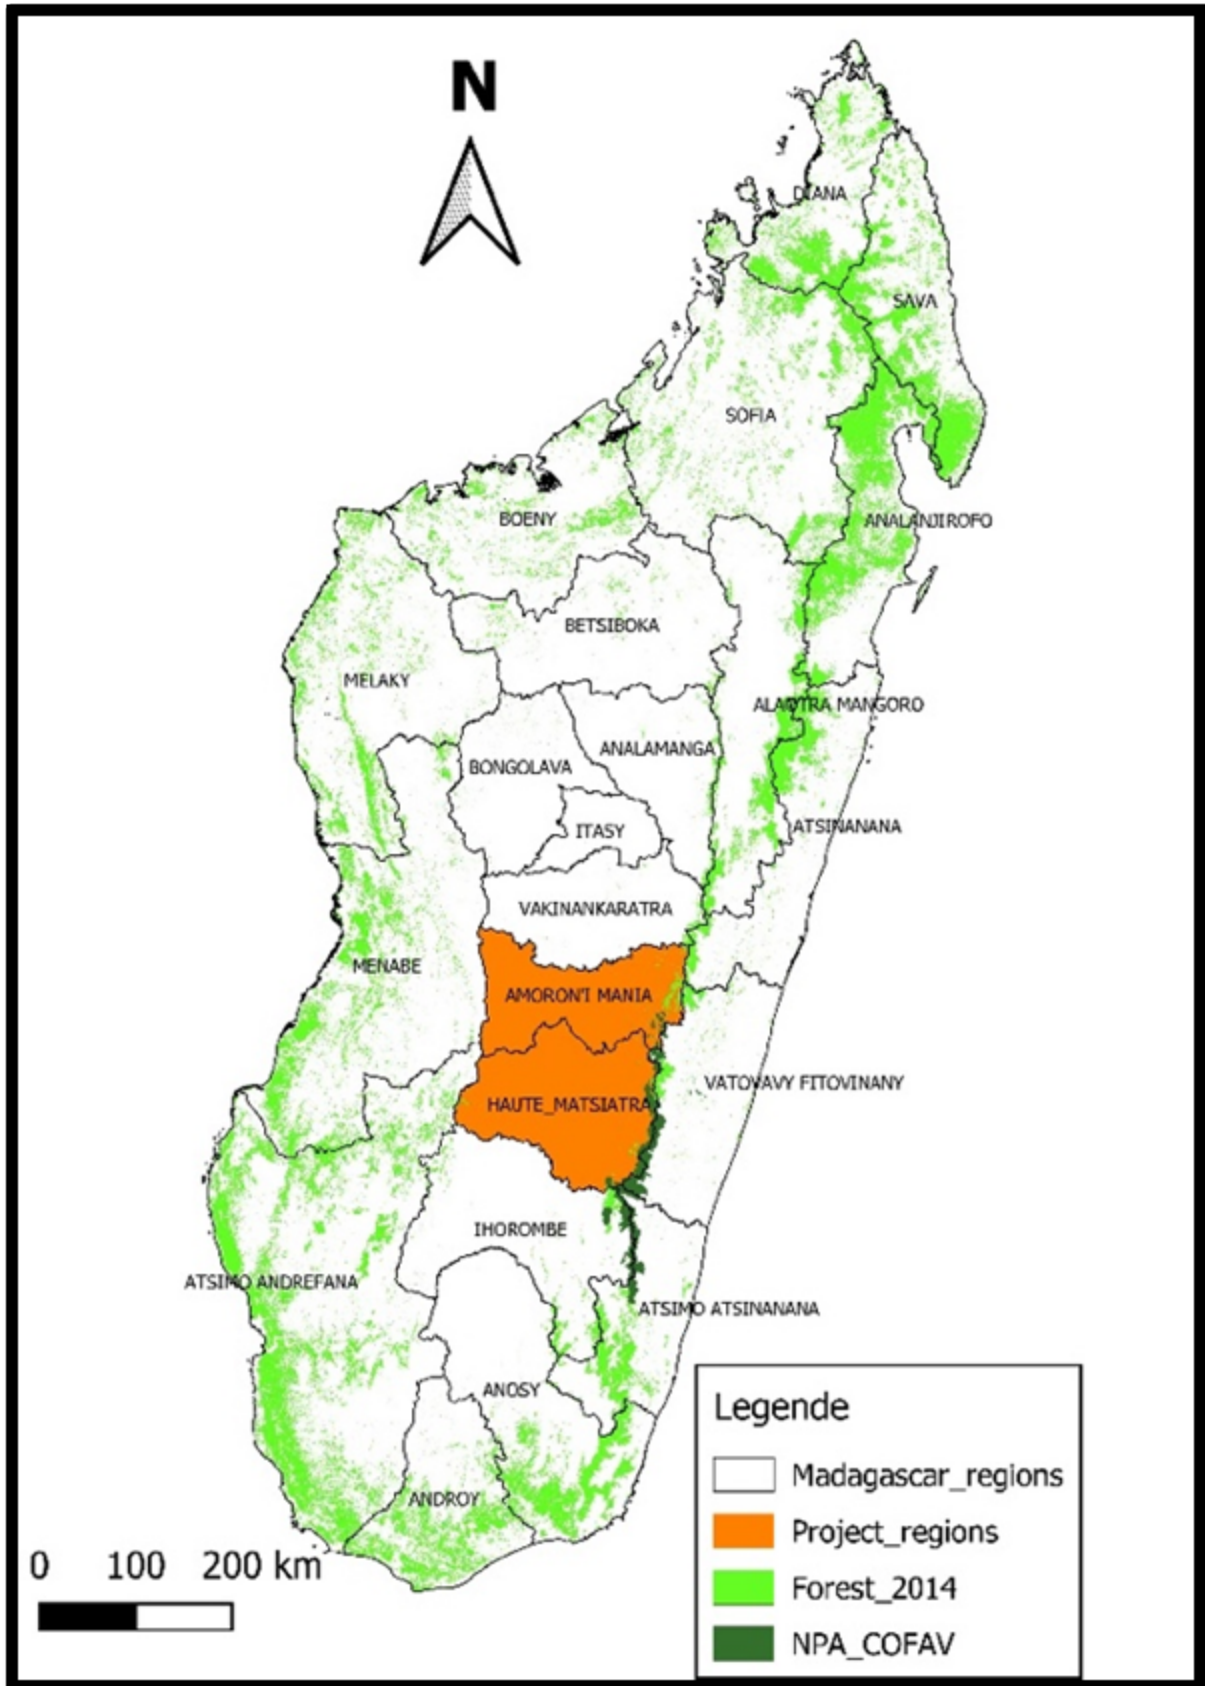 N
DIANA
SAVA
SOFIA
BOENY
ANALANJIROFO
BETSIBOKA
MELAKY
ALAOTRA MANGORO
ANALAMANGA
BONGOLAVA
ITASY
ATSINANANA
VAKINANKARATRA
MENABE
AMORON'I MANIA
VATOVAVY FITOVINANY
HAUTE_MATSIATRA
IHOROMBE
ATSIMO ANDREFANA
ATSIMO ATSINANANA
ANOSY
ANDROY
Legende
Madagascar_regions
Project_regions
Forest_2014
NPA_COFAV
0 100 200 km